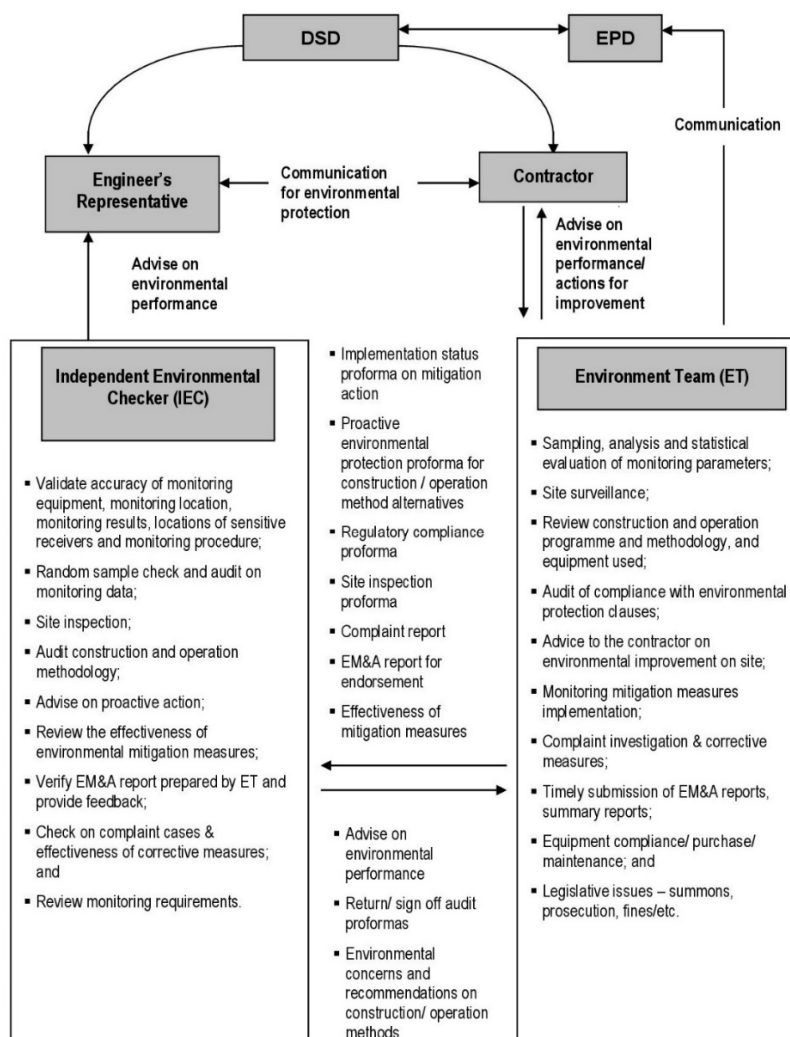 DSD
EPD
Communication
Engineer's
Representative
Communication
for environmental
protection
Contractor
Advise on
environmental
performance
Advise on
environmental
performance/
actions for
improvement
Independent Environmental
Checker (IEC)
▪ Validate accuracy of monitoring
equipment, monitoring location,
monitoring results, locations of sensitive
receivers and monitoring procedure;
▪ Random sample check and audit on
monitoring data;
▪ Site inspection;
▪ Audit construction and operation
methodology;
▪ Advise on proactive action;
▪ Review the effectiveness of
environmental mitigation measures;
▪ Verify EM&A report prepared by ET and
provide feedback;
▪ Check on complaint cases &
effectiveness of corrective measures;
and
▪ Review monitoring requirements.
▪ Implementation status
proforma on mitigation
action
▪ Proactive
environmental
protection proforma for
construction / operation
method alternatives
▪ Regulatory compliance
proforma
▪ Site inspection
proforma
▪ Complaint report
▪ EM&A report for
endorsement
▪ Effectiveness of
mitigation measures
▪ Advise on
environmental
performance
▪ Return/ sign off audit
proformas
▪ Environmental
concerns and
recommendations on
construction/ operation
methods
Environment Team (ET)
▪ Sampling, analysis and statistical
evaluation of monitoring parameters;
▪ Site surveillance;
▪ Review construction and operation
programme and methodology, and
equipment used;
▪ Audit of compliance with environmental
protection clauses;
▪ Advice to the contractor on
environmental improvement on site;
▪ Monitoring mitigation measures
implementation;
▪ Complaint investigation & corrective
measures;
▪ Timely submission of EM&A reports,
summary reports;
▪ Equipment compliance/ purchase/
maintenance; and
▪ Legislative issues – summons,
prosecution, fines/etc.